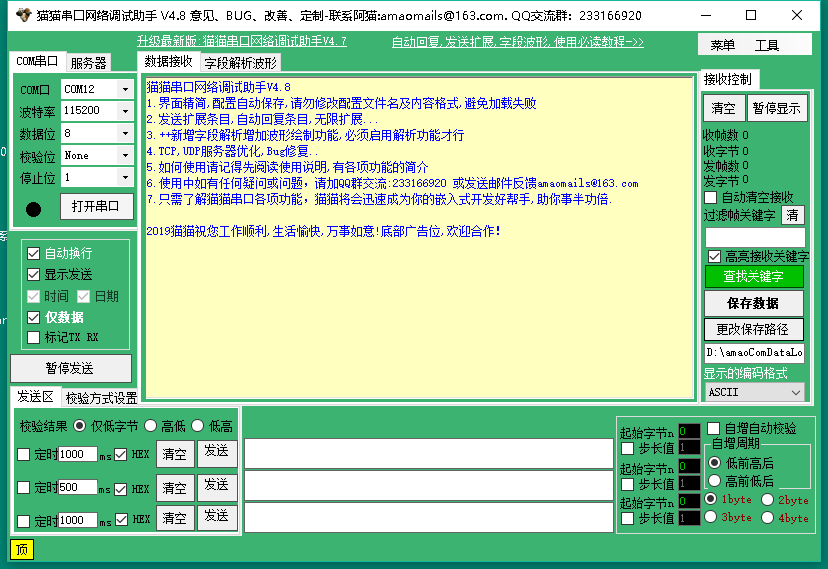 猫猫串口网络调试助手 V4.8 意见、BUG、改善、定制-联系阿猫:amaomails@163.com. QQ交流群：233166920
升级最新版:猫猫串口网络调试助手V4.7
自动回复,发送扩展,字段波形,使用必读教程-->>
菜单 工具
COM串口 服务器
COM口 COM12
波特率 115200
数据位 8
校验位 None
停止位 1
打开串口
自动换行
显示发送
时间 日期
仅数据
标记TX RX
暂停发送
数据接收 字段解析波形
猫猫串口网络调试助手V4.8
1.界面精简,配置自动保存,请勿修改配置文件名及内容格式,避免加载失败
2.发送扩展条目,自动回复条目,无限扩展...
3.++新增字段解析增加波形绘制功能,必须启用解析功能才行
4.TCP,UDP服务器优化,Bug修复..
5.如何使用请记得先阅读使用说明,有各项功能的简介
6.使用中如有任何疑问或问题，请加QQ群交流:233166920 或发送邮件反馈amaomails@163.com
7.只需了解猫猫串口各项功能，猫猫将会迅速成为你的嵌入式开发好帮手,助你事半功倍.
2019猫猫祝您工作顺利,生活愉快,万事如意!底部广告位,欢迎合作!
接收控制
清空 暂停显示
收帧数 0
收字节 0
发帧数 0
发字节 0
自动清空接收
过滤帧关键字 清
高亮接收关键字
查找关键字
保存数据
更改保存路径
D:\amaoComDataLo
显示的编码格式
ASCII
发送区 校验方式设置
校验结果 仅低字节 高低 低高
定时 1000 ms HEX 清空 发送
定时 500 ms HEX 清空 发送
定时 1000 ms HEX 清空 发送
起始字节n 0
步长值 1
起始字节n 0
步长值 1
起始字节n 0
步长值 1
自增自动校验
自增周期
低前高后
高前低后
1byte 2byte
3byte 4byte
顶